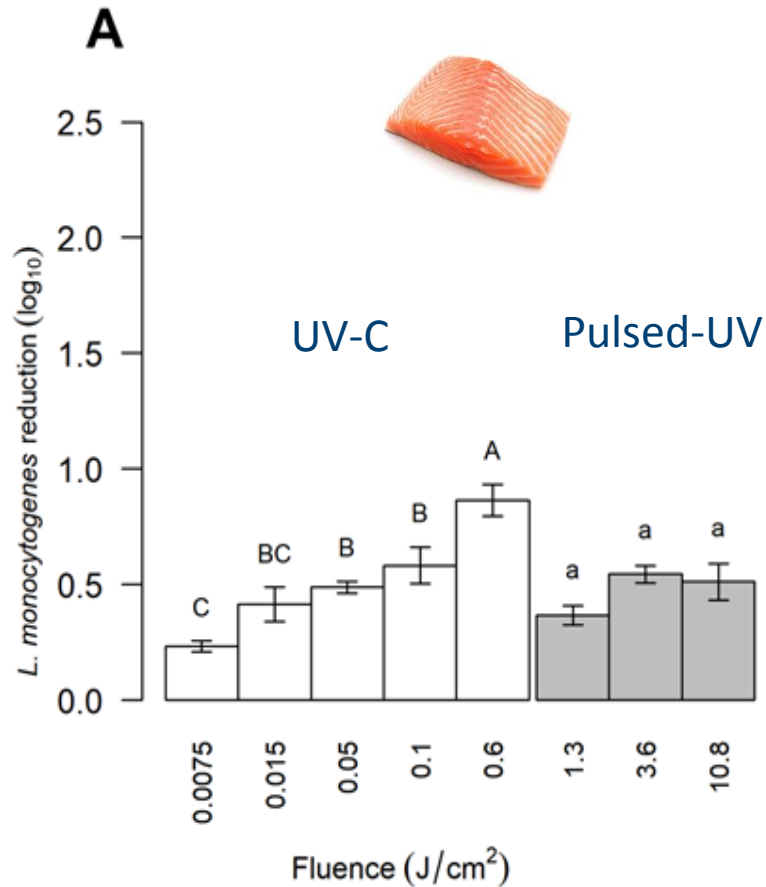 A
2.5
2.0
1.5
1.0
0.5
0.0
L. monocytogenes reduction (log₁₀)
UV-C
Pulsed-UV
C
BC
B
B
A
a
a
a
0.0075
0.015
0.05
0.1
0.6
1.3
3.6
10.8
Fluence (J/cm²)